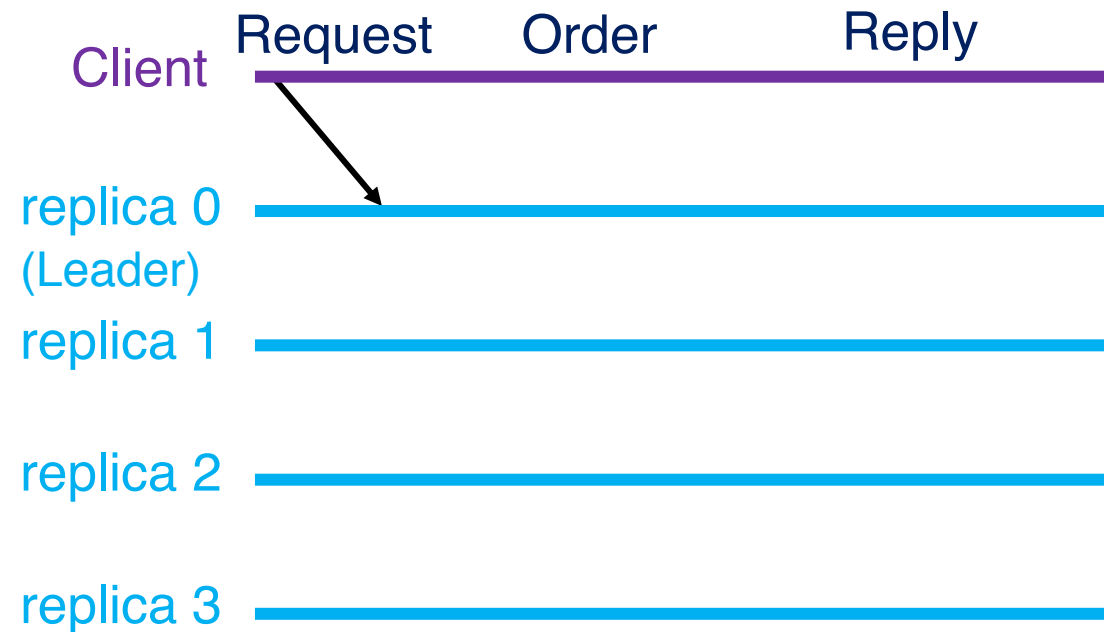 Request Order Reply
Client
replica 0
(Leader)
replica 1
replica 2
replica 3